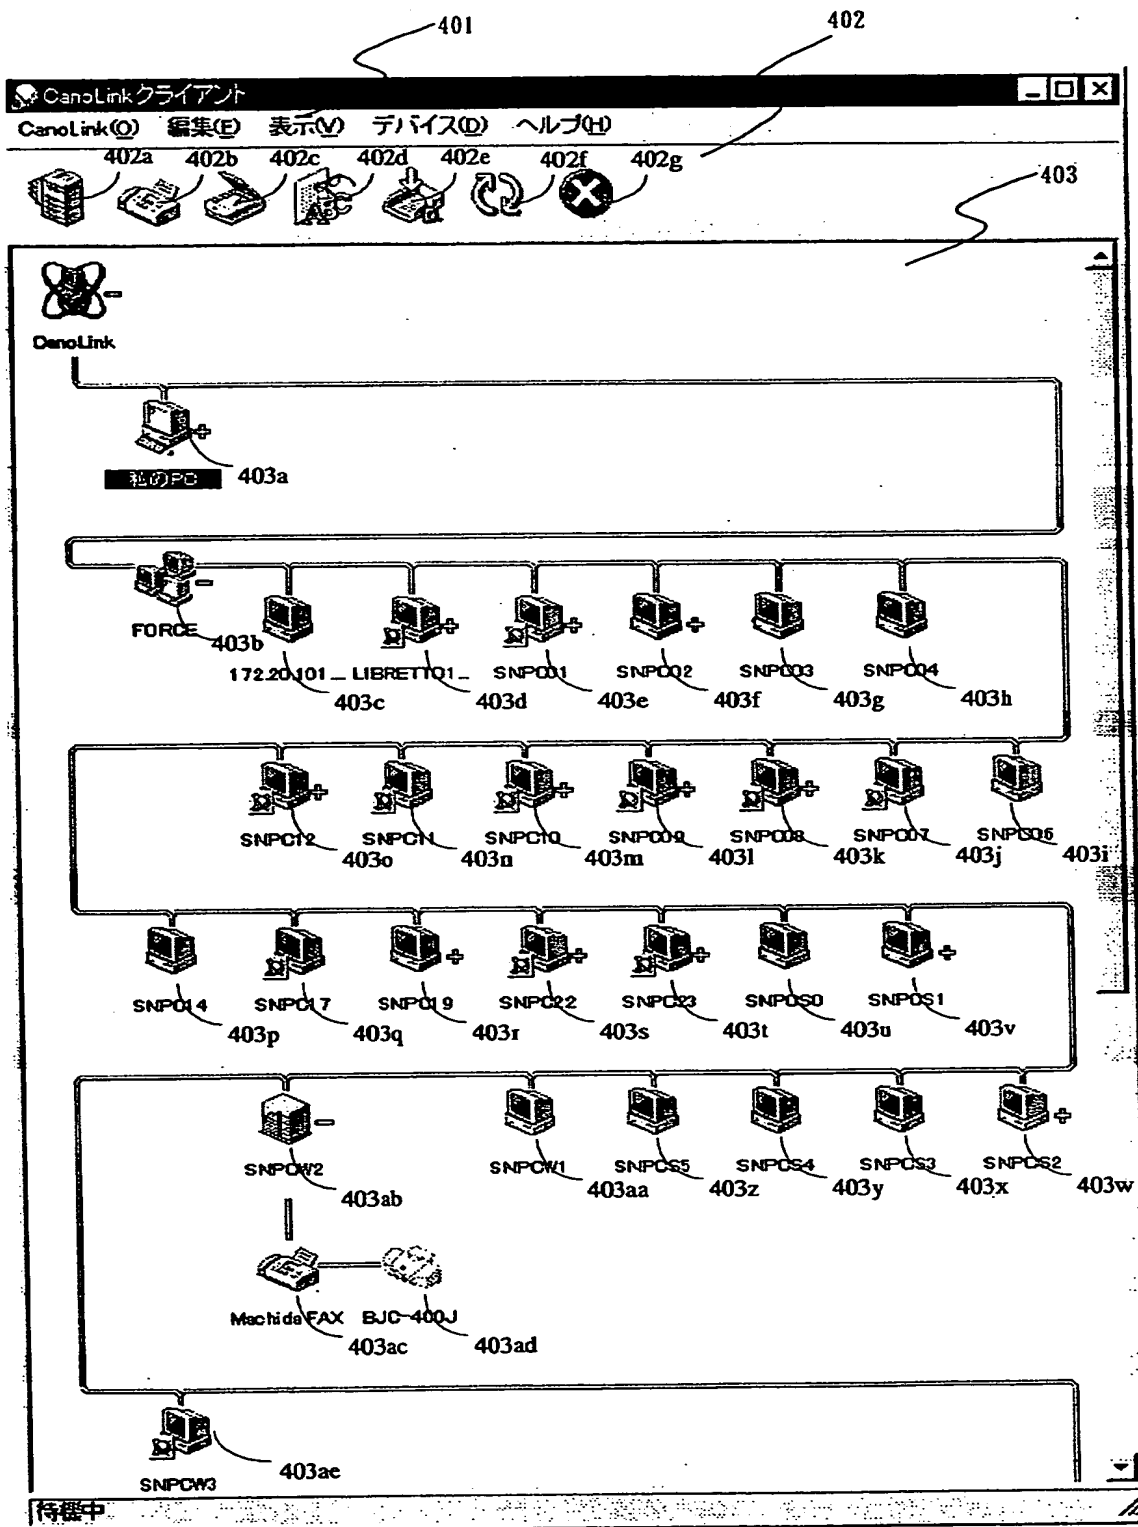 401
402
CanoLinkクライアント
CanoLink(O) 編集(E) 表示(V) デバイス(D) ヘルプ(H)
402a 402b 402c 402d 402e 402f 402g
403
CanoLink
私のPC 403a
FORCE 403b
172.20.101_ LIBRETTO1_ SNPC01 SNPC02 SNPC03 SNPC04
403c 403d 403e 403f 403g 403h
SNPC12 SNPC11 SNPC10 SNPC09 SNPC08 SNPC07 SNPC05
403o 403n 403m 403l 403k 403j 403i
SNPC14 SNPC17 SNPC19 SNPC22 SNPC23 SNPCS0 SNPCS1
403p 403q 403r 403s 403t 403u 403v
SNPCW2 SNPCW1 SNPCS5 SNPCS4 SNPCS3 SNPCS2
403ab 403aa 403z 403y 403x 403w
Machida FAX BJC-400J
403ac 403ad
SNPCW3 403ae
待機中